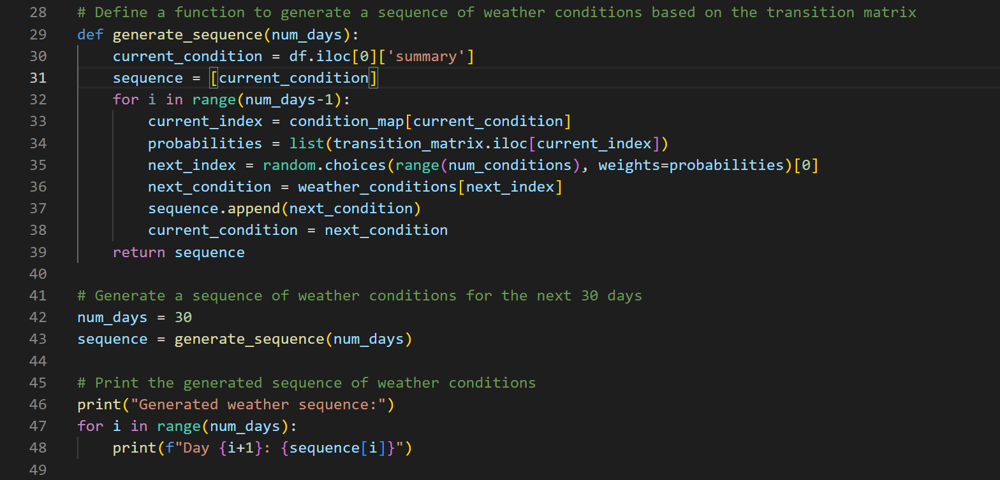 28 # Define a function to generate a sequence of weather conditions based on the transition matrix
29 def generate_sequence(num_days):
30     current_condition = df.iloc[0]['summary']
31     sequence = [current_condition]
32     for i in range(num_days-1):
33         current_index = condition_map[current_condition]
34         probabilities = list(transition_matrix.iloc[current_index])
35         next_index = random.choices(range(num_conditions), weights=probabilities)[0]
36         next_condition = weather_conditions[next_index]
37         sequence.append(next_condition)
38         current_condition = next_condition
39     return sequence
40
41 # Generate a sequence of weather conditions for the next 30 days
42 num_days = 30
43 sequence = generate_sequence(num_days)
44
45 # Print the generated sequence of weather conditions
46 print("Generated weather sequence:")
47 for i in range(num_days):
48     print(f"Day {i+1}: {sequence[i]}")
49